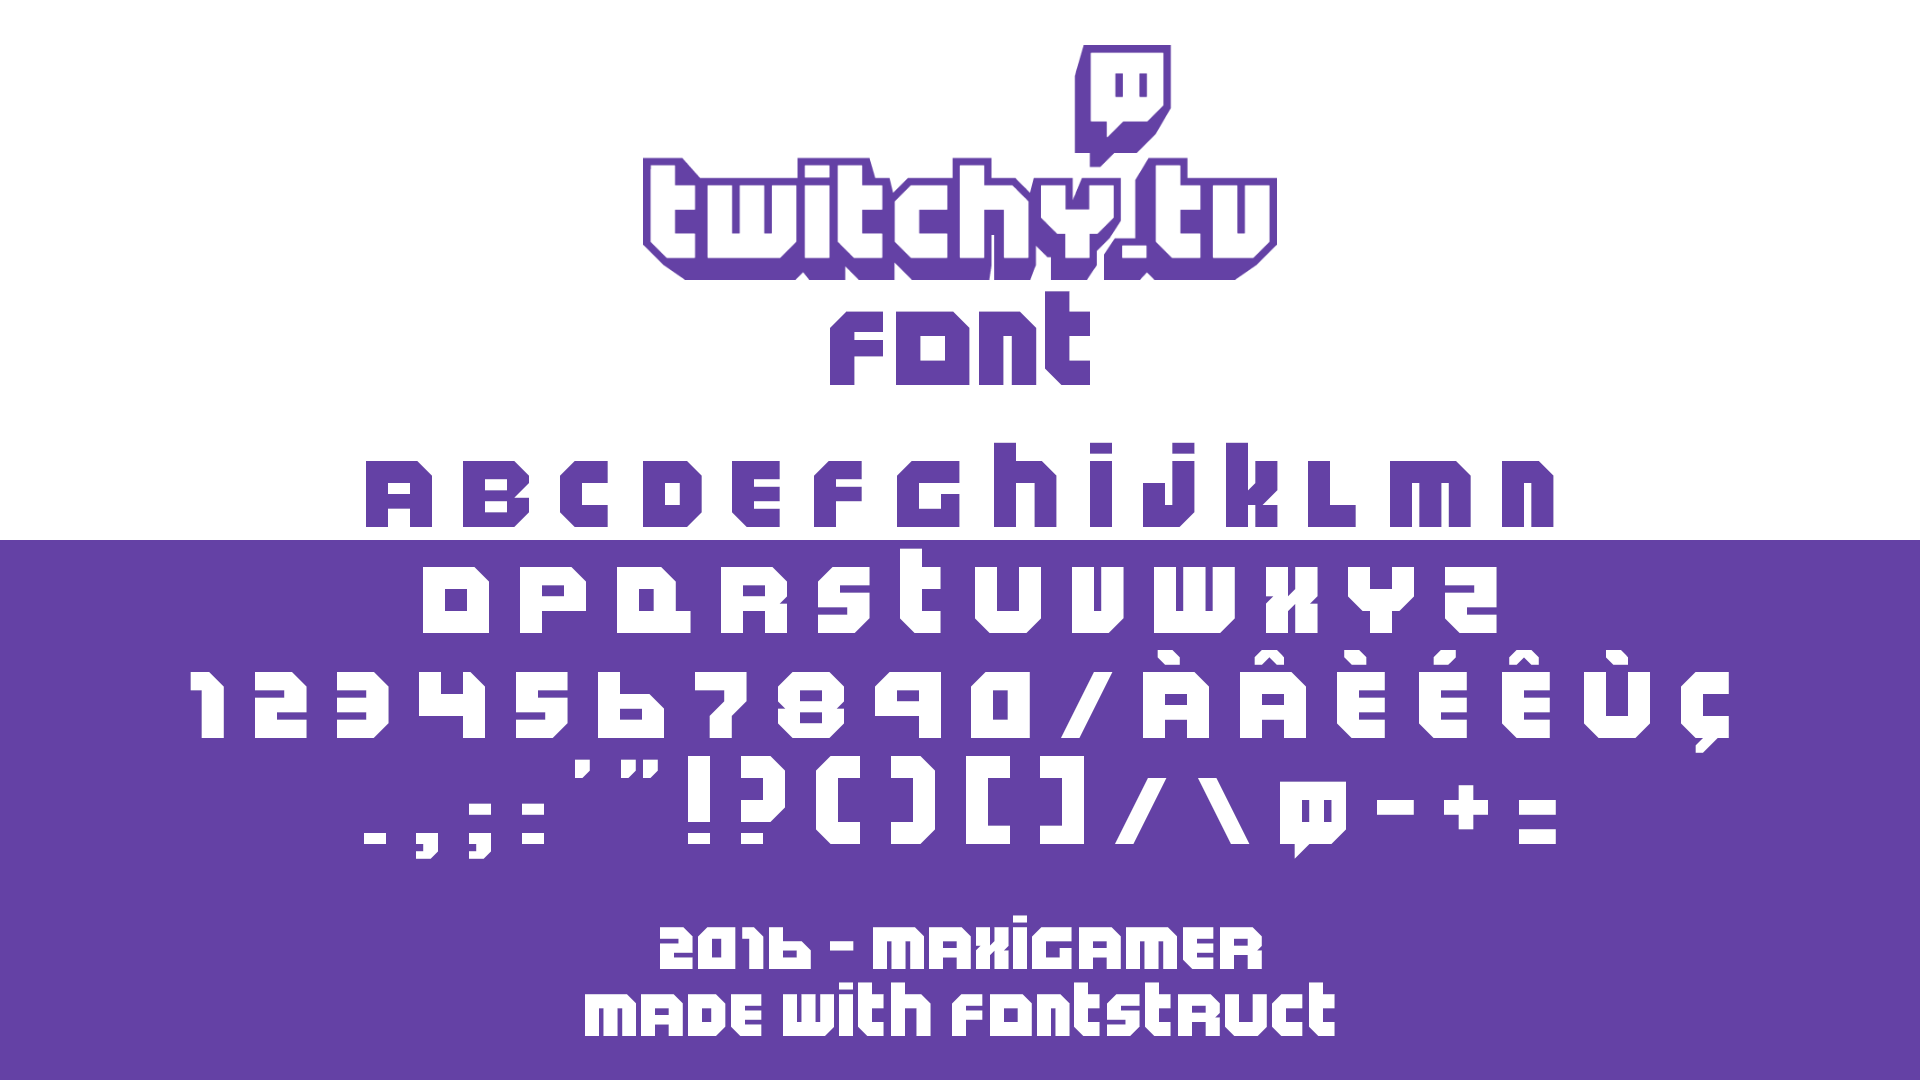 twitchy.tv
font
ABCDEFGhijkLmn
OPQRStUVWXYZ
1234567890/ÀÂÈÉÊÙÇ
.,;:'"!?()[]/\-+=
2016 - MAXiGAMER
MADE With FONtStRUCt